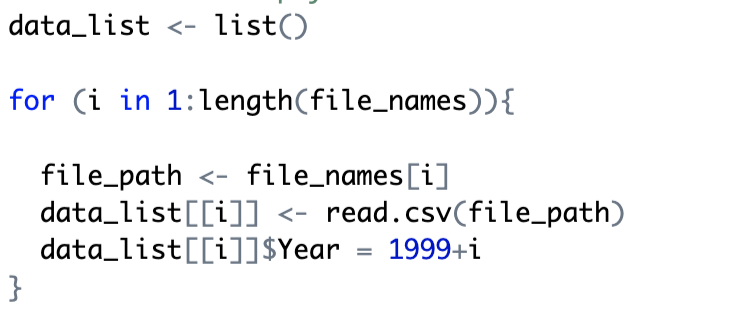 data_list <- list()
for (i in 1:length(file_names)){
file_path <- file_names[i]
data_list[[i]] <- read.csv(file_path)
data_list[[i]]$Year = 1999+i
}